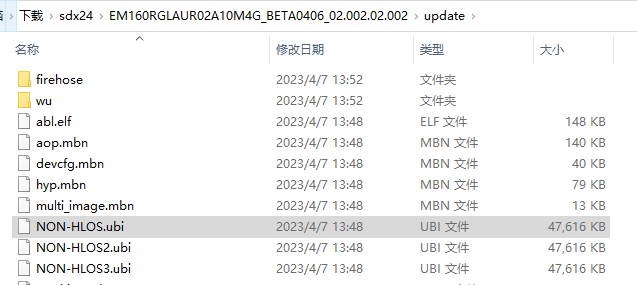 下载 › sdx24 › EM160RGLAUR02A10M4G_BETA0406_02.002.02.002 › update ›
名称 修改日期 类型 大小
firehose 2023/4/7 13:52 文件夹
wu 2023/4/7 13:52 文件夹
abl.elf 2023/4/7 13:48 ELF 文件 148 KB
aop.mbn 2023/4/7 13:48 MBN 文件 140 KB
devcfg.mbn 2023/4/7 13:48 MBN 文件 40 KB
hyp.mbn 2023/4/7 13:48 MBN 文件 79 KB
multi_image.mbn 2023/4/7 13:48 MBN 文件 13 KB
NON-HLOS.ubi 2023/4/7 13:48 UBI 文件 47,616 KB
NON-HLOS2.ubi 2023/4/7 13:48 UBI 文件 47,616 KB
NON-HLOS3.ubi 2023/4/7 13:48 UBI 文件 47,616 KB